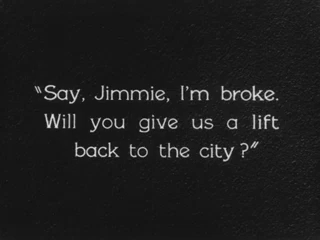 "Say, Jimmie, I'm broke.
Will you give us a lift
back to the city?"